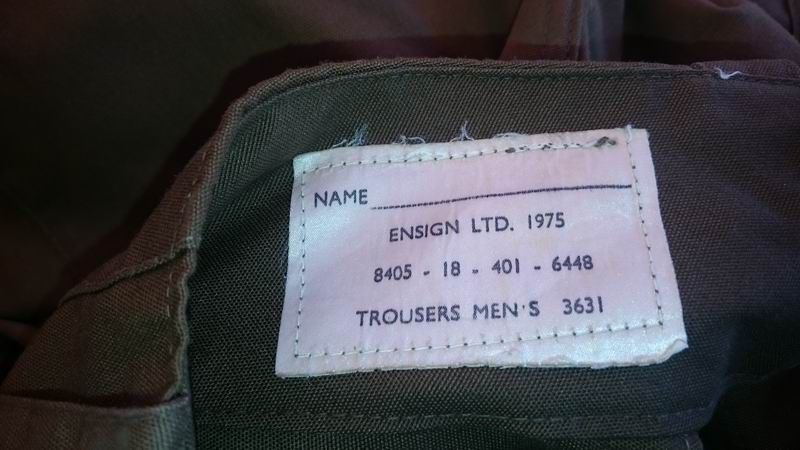 NAME
ENSIGN LTD. 1975
8405 - 18 - 401 - 6448
TROUSERS MEN'S 3631